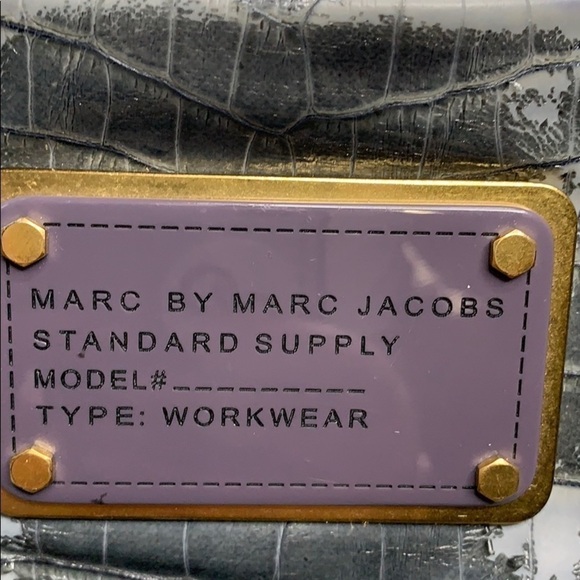 MARC BY MARC JACOBS
STANDARD SUPPLY
MODEL#__________
TYPE: WORKWEAR